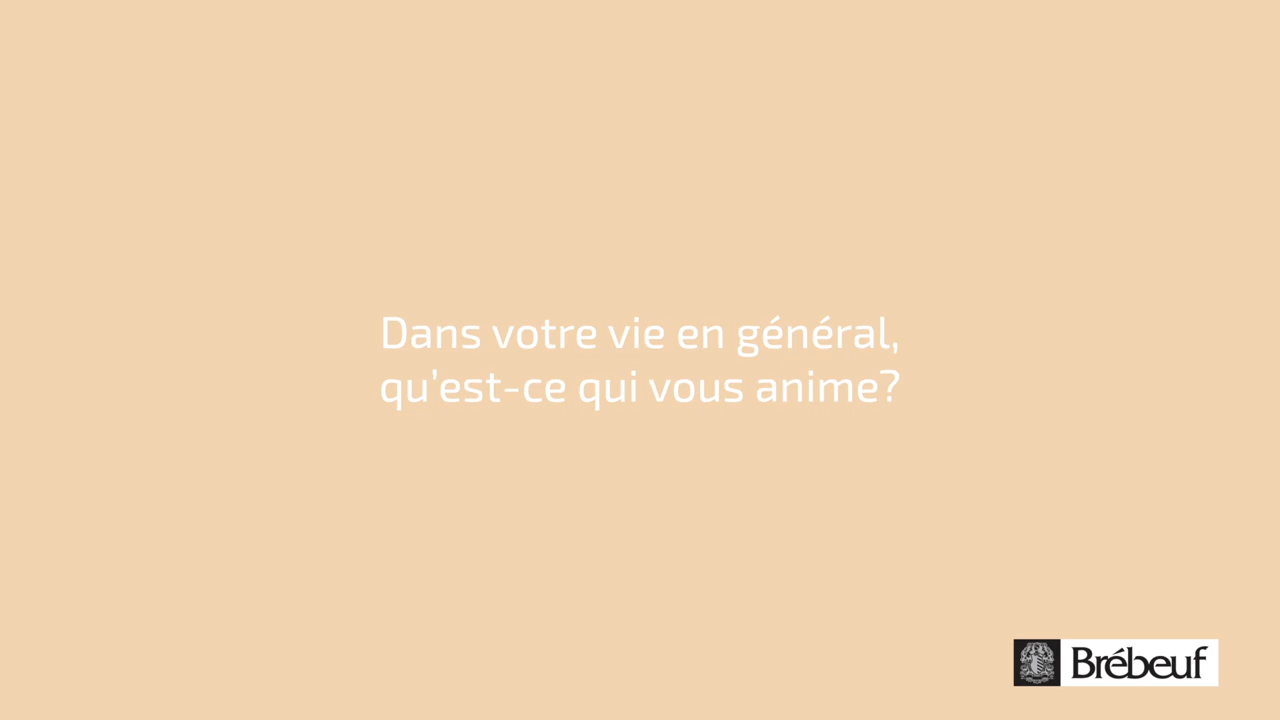 Dans votre vie en général,
qu’est-ce qui vous anime?
Brébeuf